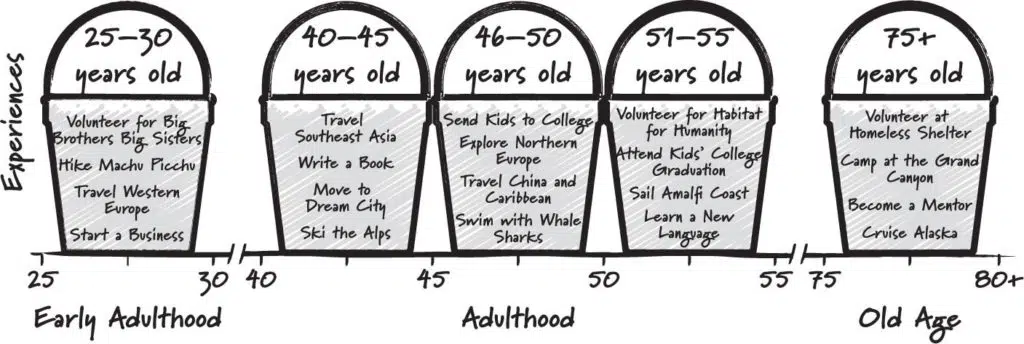 Experiences
25–30
years old
Volunteer for Big
Brothers Big Sisters
Hike Machu Picchu
Travel Western
Europe
Start a Business
40–45
years old
Travel
Southeast Asia
Write a Book
Move to
Dream City
Ski the Alps
46–50
years old
Send Kids to College
Explore Northern
Europe
Travel China and
Caribbean
Swim with Whale
Sharks
51–55
years old
Volunteer for Habitat
for Humanity
Attend Kids' College
Graduation
Sail Amalfi Coast
Learn a New
Language
75+
years old
Volunteer at
Homeless Shelter
Camp at the Grand
Canyon
Become a Mentor
Cruise Alaska
25 30 40 45 50 55 75 80+
Early Adulthood Adulthood Old Age